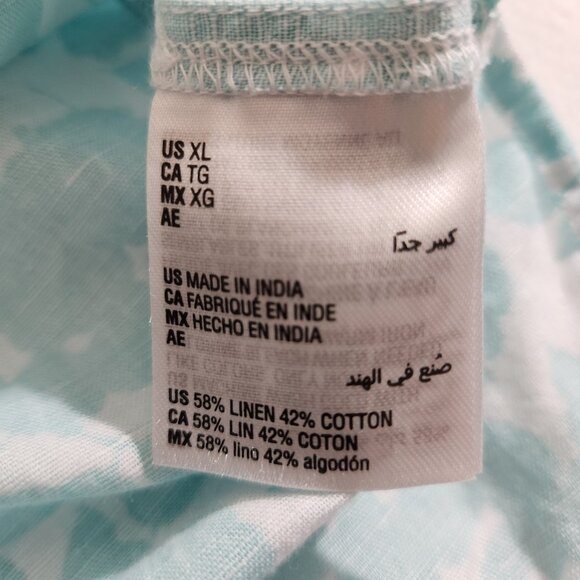 US XL
CA TG
MX XG
AE
كبير جدًا
US MADE IN INDIA
CA FABRIQUÉ EN INDE
MX HECHO EN INDIA
AE
صُنع في الهند
US 58% LINEN 42% COTTON
CA 58% LIN 42% COTON
MX 58% lino 42% algodón